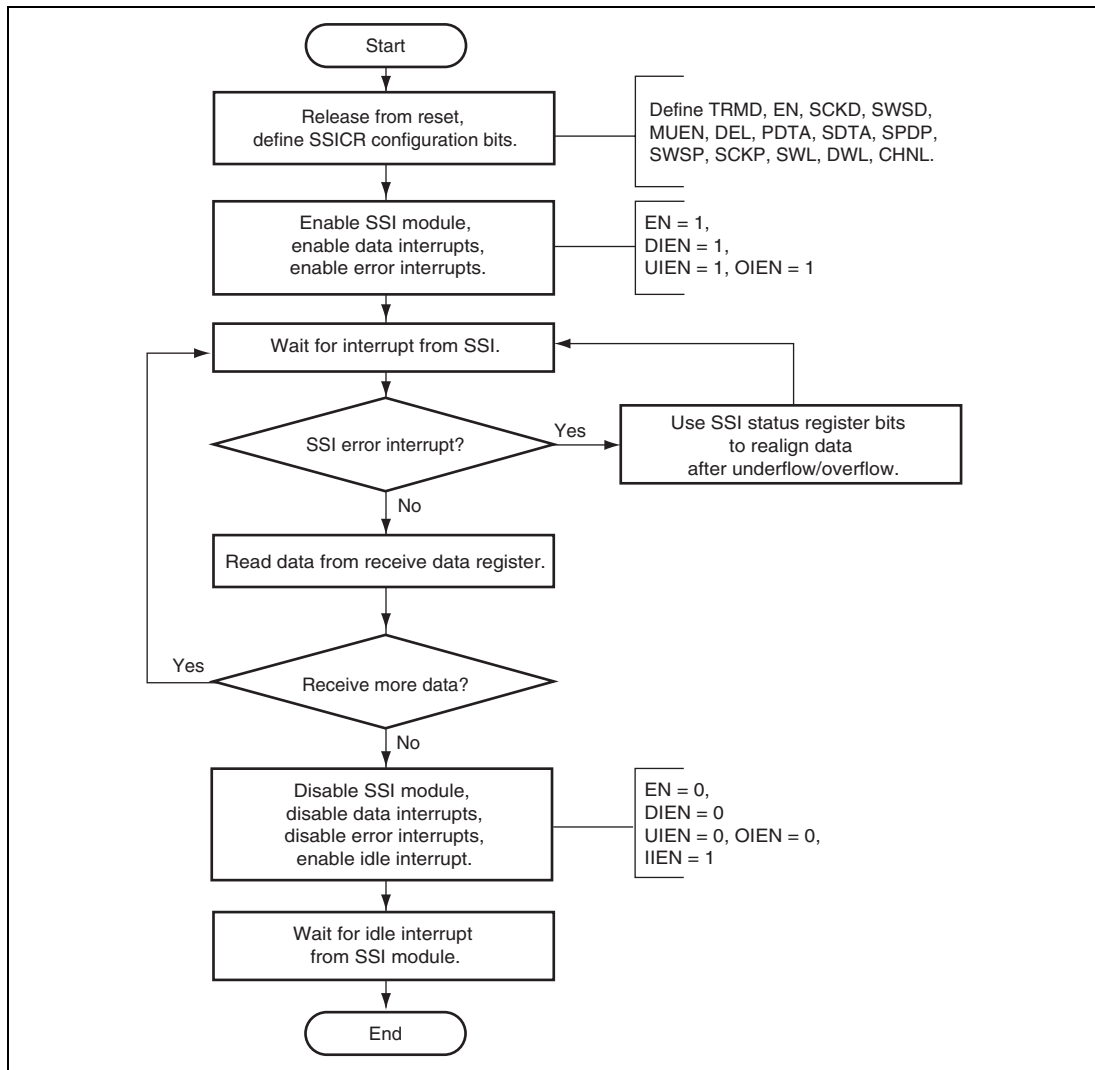 Start
Release from reset,
define SSICR configuration bits.
Define TRMD, EN, SCKD, SWSD,
MUEN, DEL, PDTA, SDTA, SPDP,
SWSP, SCKP, SWL, DWL, CHNL.
Enable SSI module,
enable data interrupts,
enable error interrupts.
EN = 1,
DIEN = 1,
UIEN = 1, OIEN = 1
Wait for interrupt from SSI.
SSI error interrupt?
Yes
Use SSI status register bits
to realign data
after underflow/overflow.
No
Read data from receive data register.
Yes
Receive more data?
No
Disable SSI module,
disable data interrupts,
disable error interrupts,
enable idle interrupt.
EN = 0,
DIEN = 0
UIEN = 0, OIEN = 0,
IIEN = 1
Wait for idle interrupt
from SSI module.
End